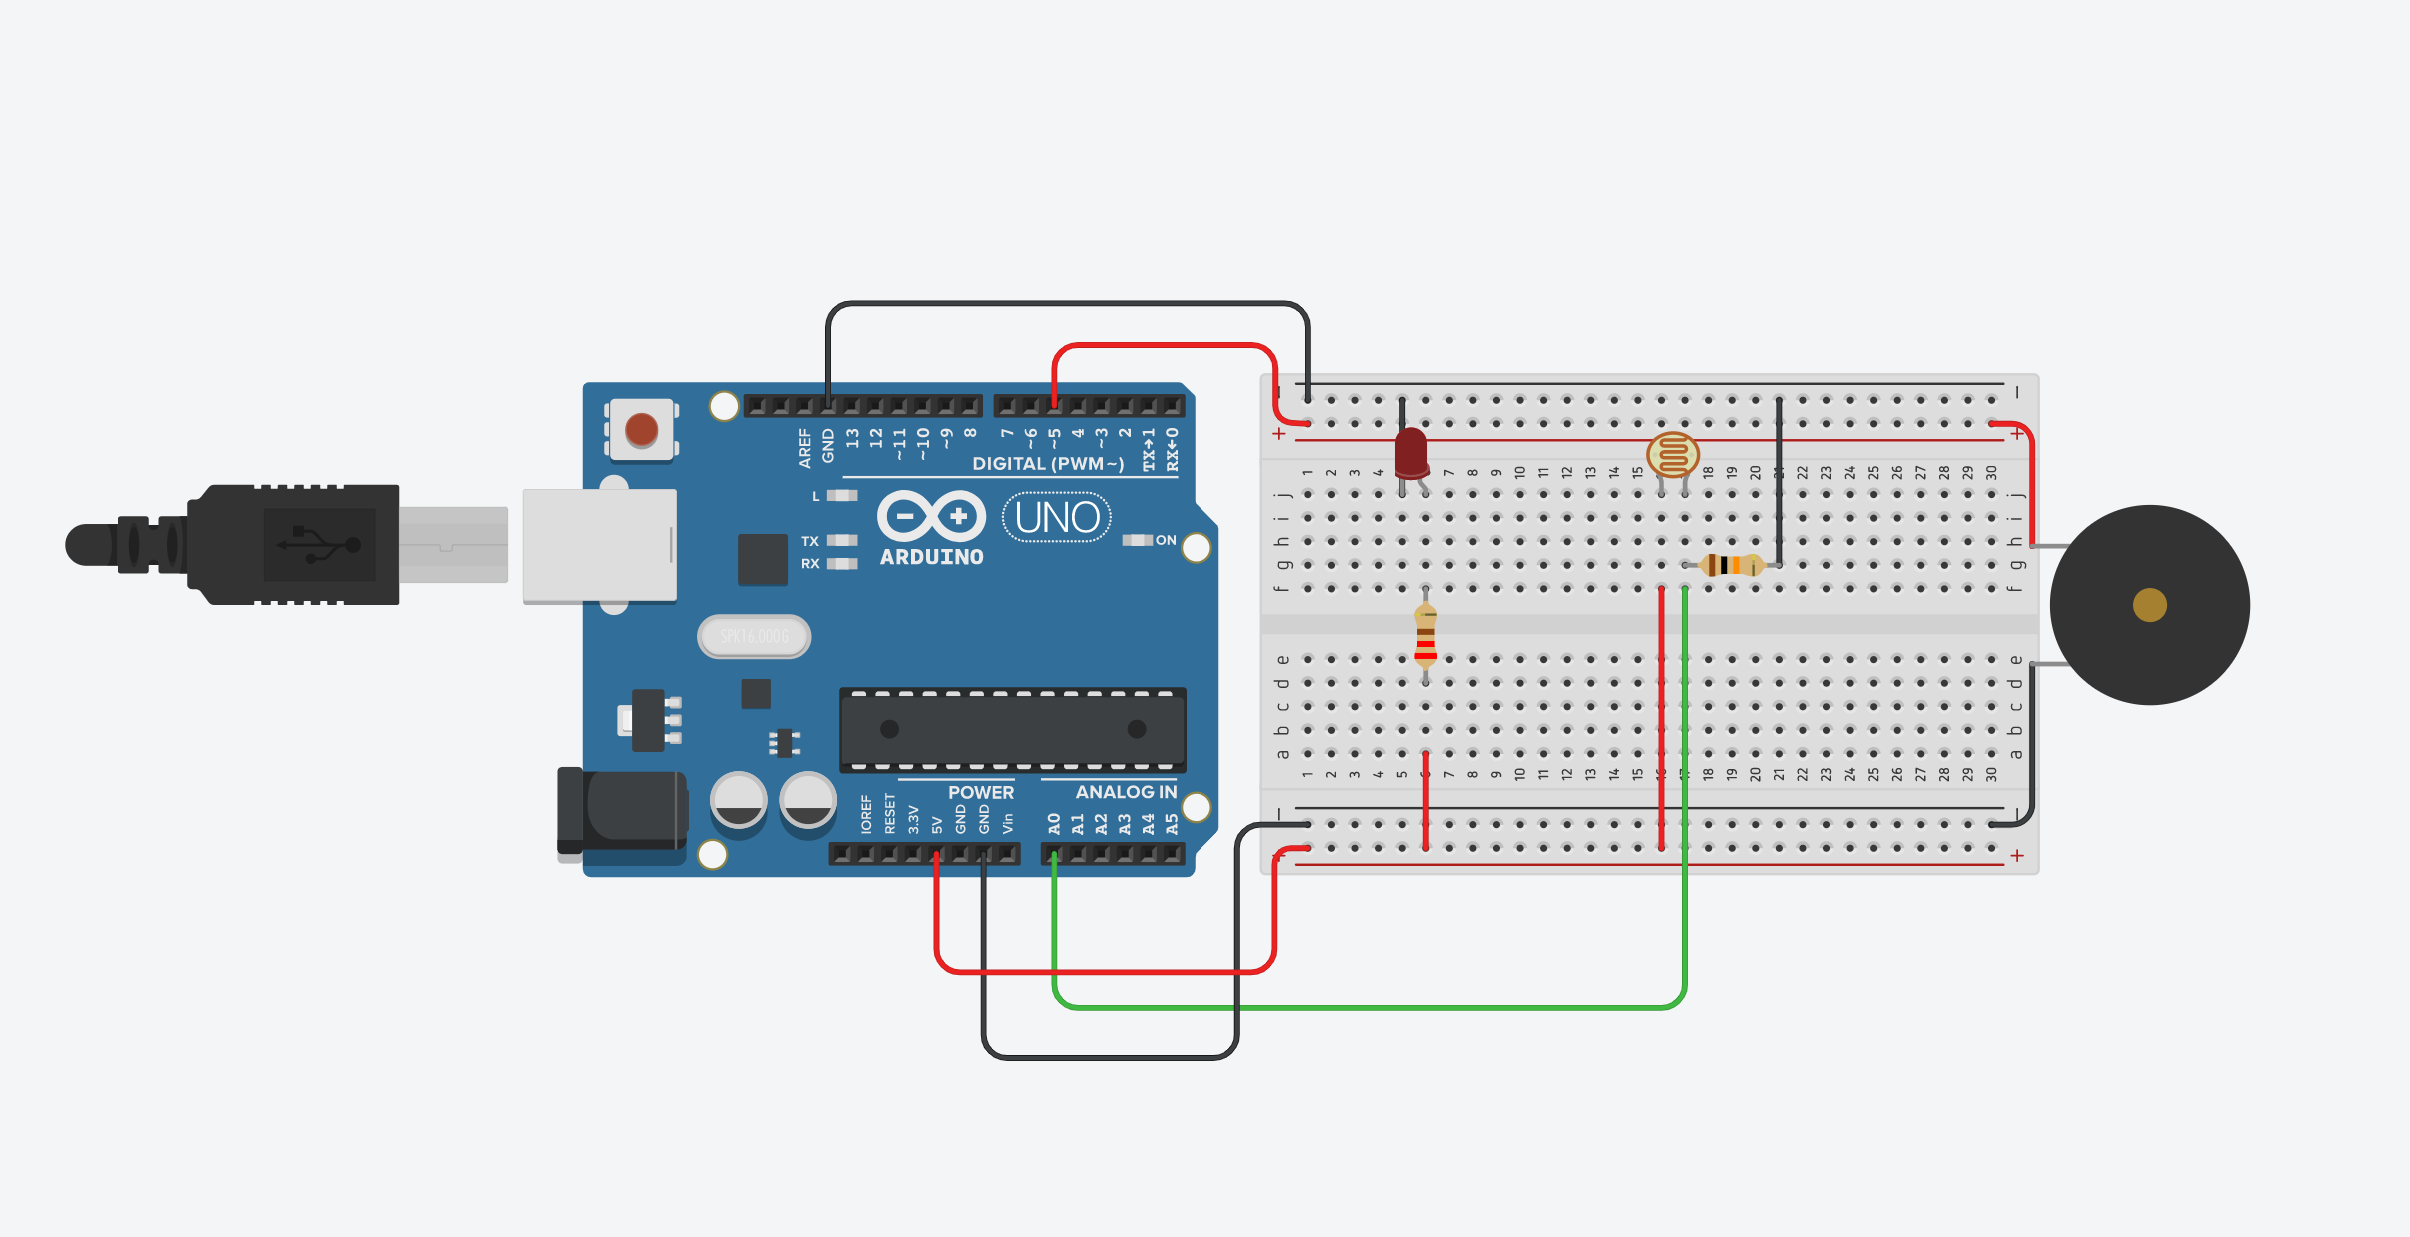 AREF
GND
13
12
~11
~10
~9
8
7
~6
~5
4
~3
2
TX→1
RX←0
DIGITAL (PWM~)
L
TX
RX
UNO
ARDUINO
ON
SPK16.000G
POWER
ANALOG IN
IOREF
RESET
3.3V
5V
GND
GND
Vin
A0
A1
A2
A3
A4
A5
− −
+ +
1 2 3 4 7 8 9 10 11 12 13 14 15 18 19 20 21 22 23 24 25 26 27 28 29 30
j j
i i
h h
g g
f f
e e
d d
c c
b b
a a
1 2 3 4 5 6 7 8 9 10 11 12 13 14 15 16 17 18 19 20 21 22 23 24 25 26 27 28 29 30
− −
+ +